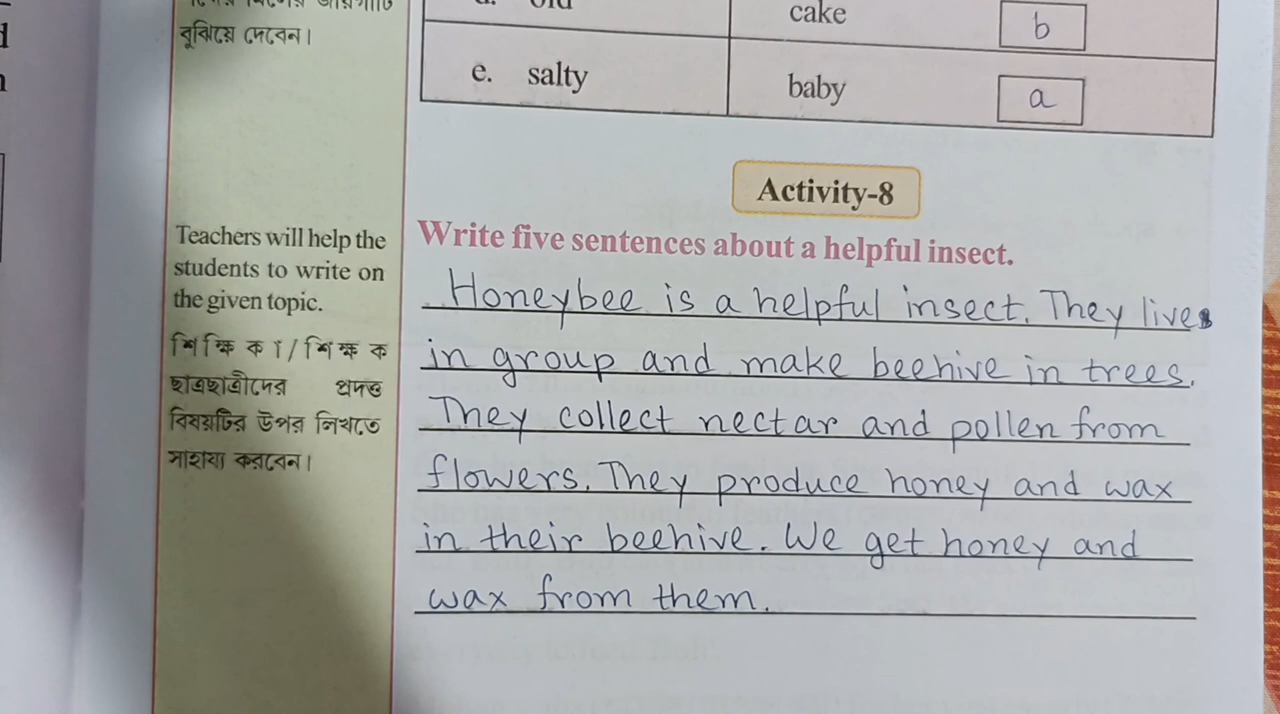 বুঝিয়ে দেবেন।
cake
b
e. salty
baby
a
Activity-8
Teachers will help the
students to write on
the given topic.
শিক্ষিকা/শিক্ষক
ছাত্রছাত্রীদের প্রদত্ত
বিষয়টির উপর লিখতে
সাহায্য করবেন।
Write five sentences about a helpful insect.
Honeybee is a helpful insect. They lives
in group and make beehive in trees.
They collect nectar and pollen from
flowers. They produce honey and wax
in their beehive. We get honey and
wax from them.